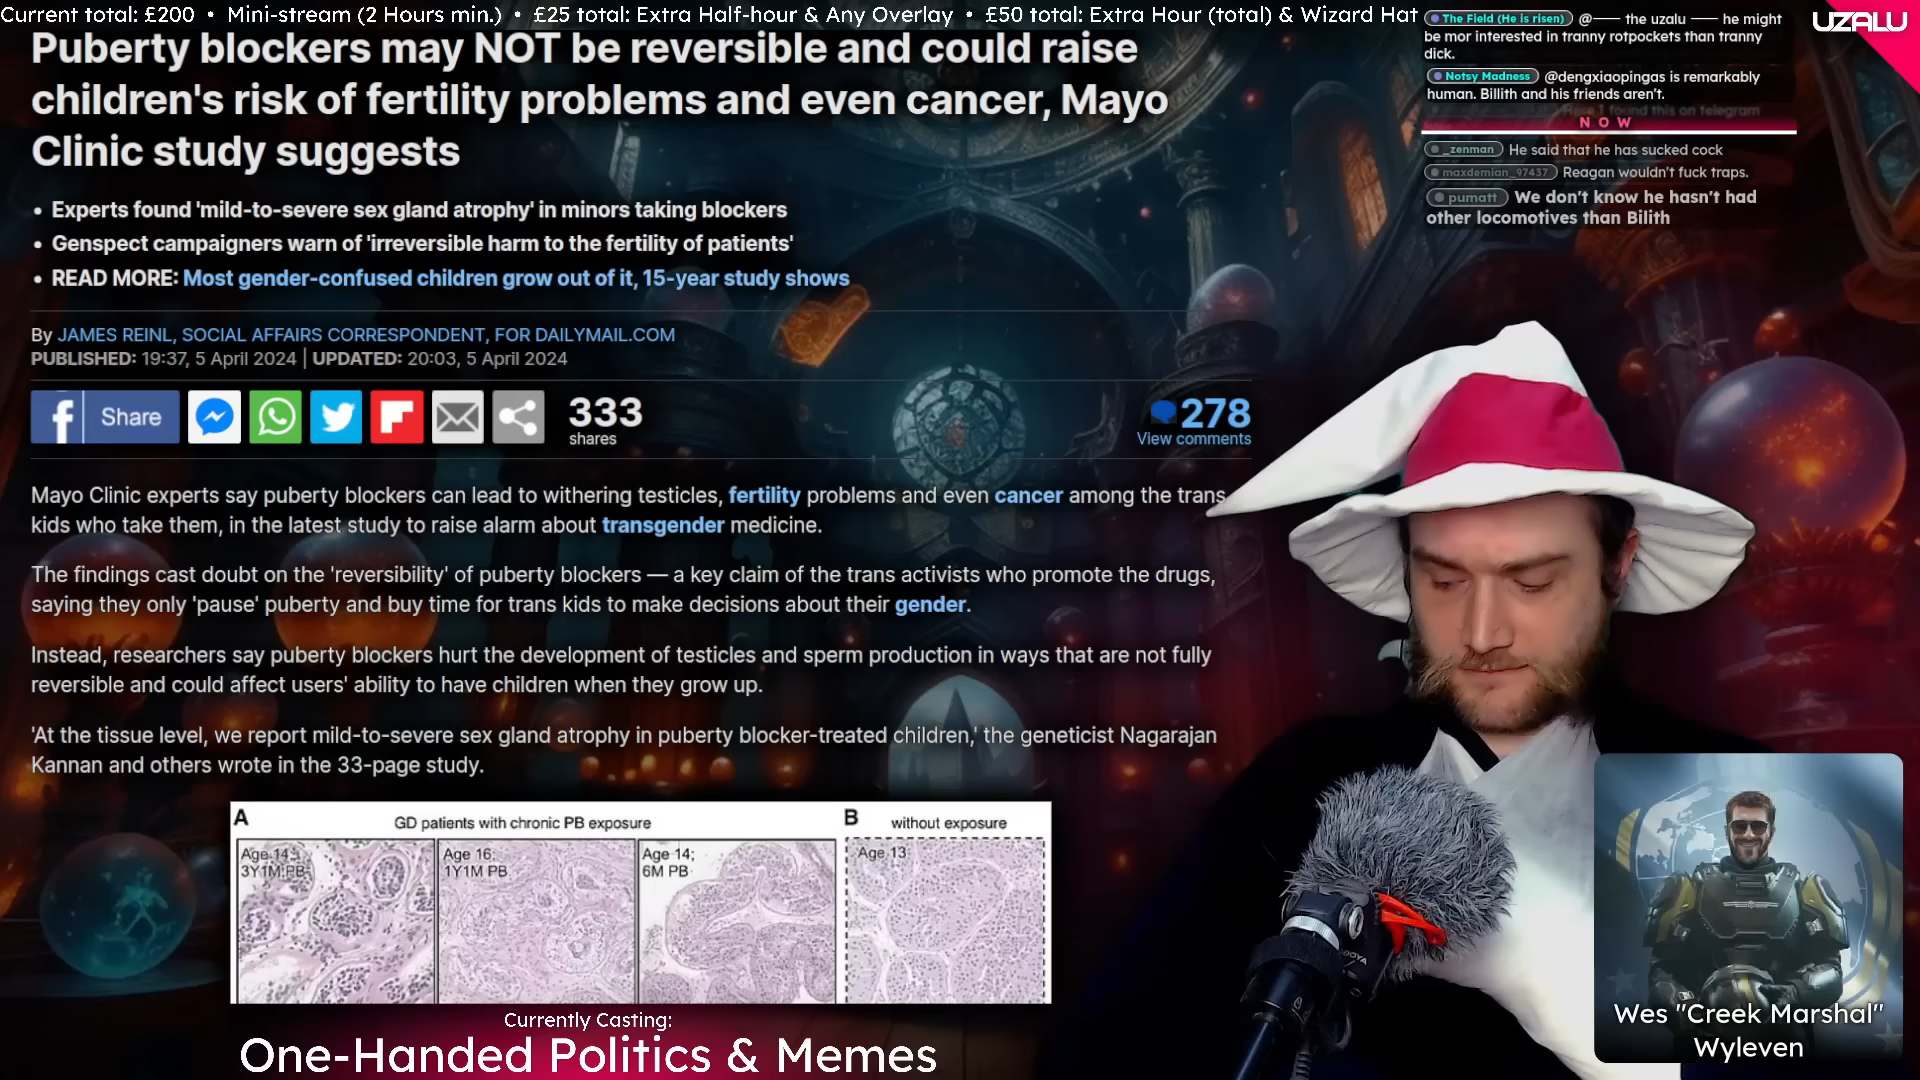 Current total: £200 • Mini-stream (2 Hours min.) • £25 total: Extra Half-hour & Any Overlay • £50 total: Extra Hour (total) & Wizard Hat
Puberty blockers may NOT be reversible and could raise
children's risk of fertility problems and even cancer, Mayo
Clinic study suggests
• Experts found 'mild-to-severe sex gland atrophy' in minors taking blockers
• Genspect campaigners warn of 'irreversible harm to the fertility of patients'
• READ MORE: Most gender-confused children grow out of it, 15-year study shows
By JAMES REINL, SOCIAL AFFAIRS CORRESPONDENT, FOR DAILYMAIL.COM
PUBLISHED: 19:37, 5 April 2024 | UPDATED: 20:03, 5 April 2024
f Share
333
shares
278
View comments
Mayo Clinic experts say puberty blockers can lead to withering testicles, fertility problems and even cancer among the trans
kids who take them, in the latest study to raise alarm about transgender medicine.
The findings cast doubt on the 'reversibility' of puberty blockers — a key claim of the trans activists who promote the drugs,
saying they only 'pause' puberty and buy time for trans kids to make decisions about their gender.
Instead, researchers say puberty blockers hurt the development of testicles and sperm production in ways that are not fully
reversible and could affect users' ability to have children when they grow up.
'At the tissue level, we report mild-to-severe sex gland atrophy in puberty blocker-treated children,' the geneticist Nagarajan
Kannan and others wrote in the 33-page study.
A GD patients with chronic PB exposure
Age 14;
3Y1M PB
Age 16;
1Y1M PB
Age 14;
6M PB
B without exposure
Age 13
Currently Casting:
One-Handed Politics & Memes
The Field (He is risen) @—— the uzalu —— he might
be mor interested in tranny rotpockets than tranny
dick.
Notsy Madness @dengxiaopingas is remarkably
human. Billith and his friends aren't.
I found this on telegram
NOW
_zenman He said that he has sucked cock
maxdemian_97437 Reagan wouldn't fuck traps.
pumatt We don't know he hasn't had
other locomotives than Bilith
UZALU
Wes "Creek Marshal"
Wyleven